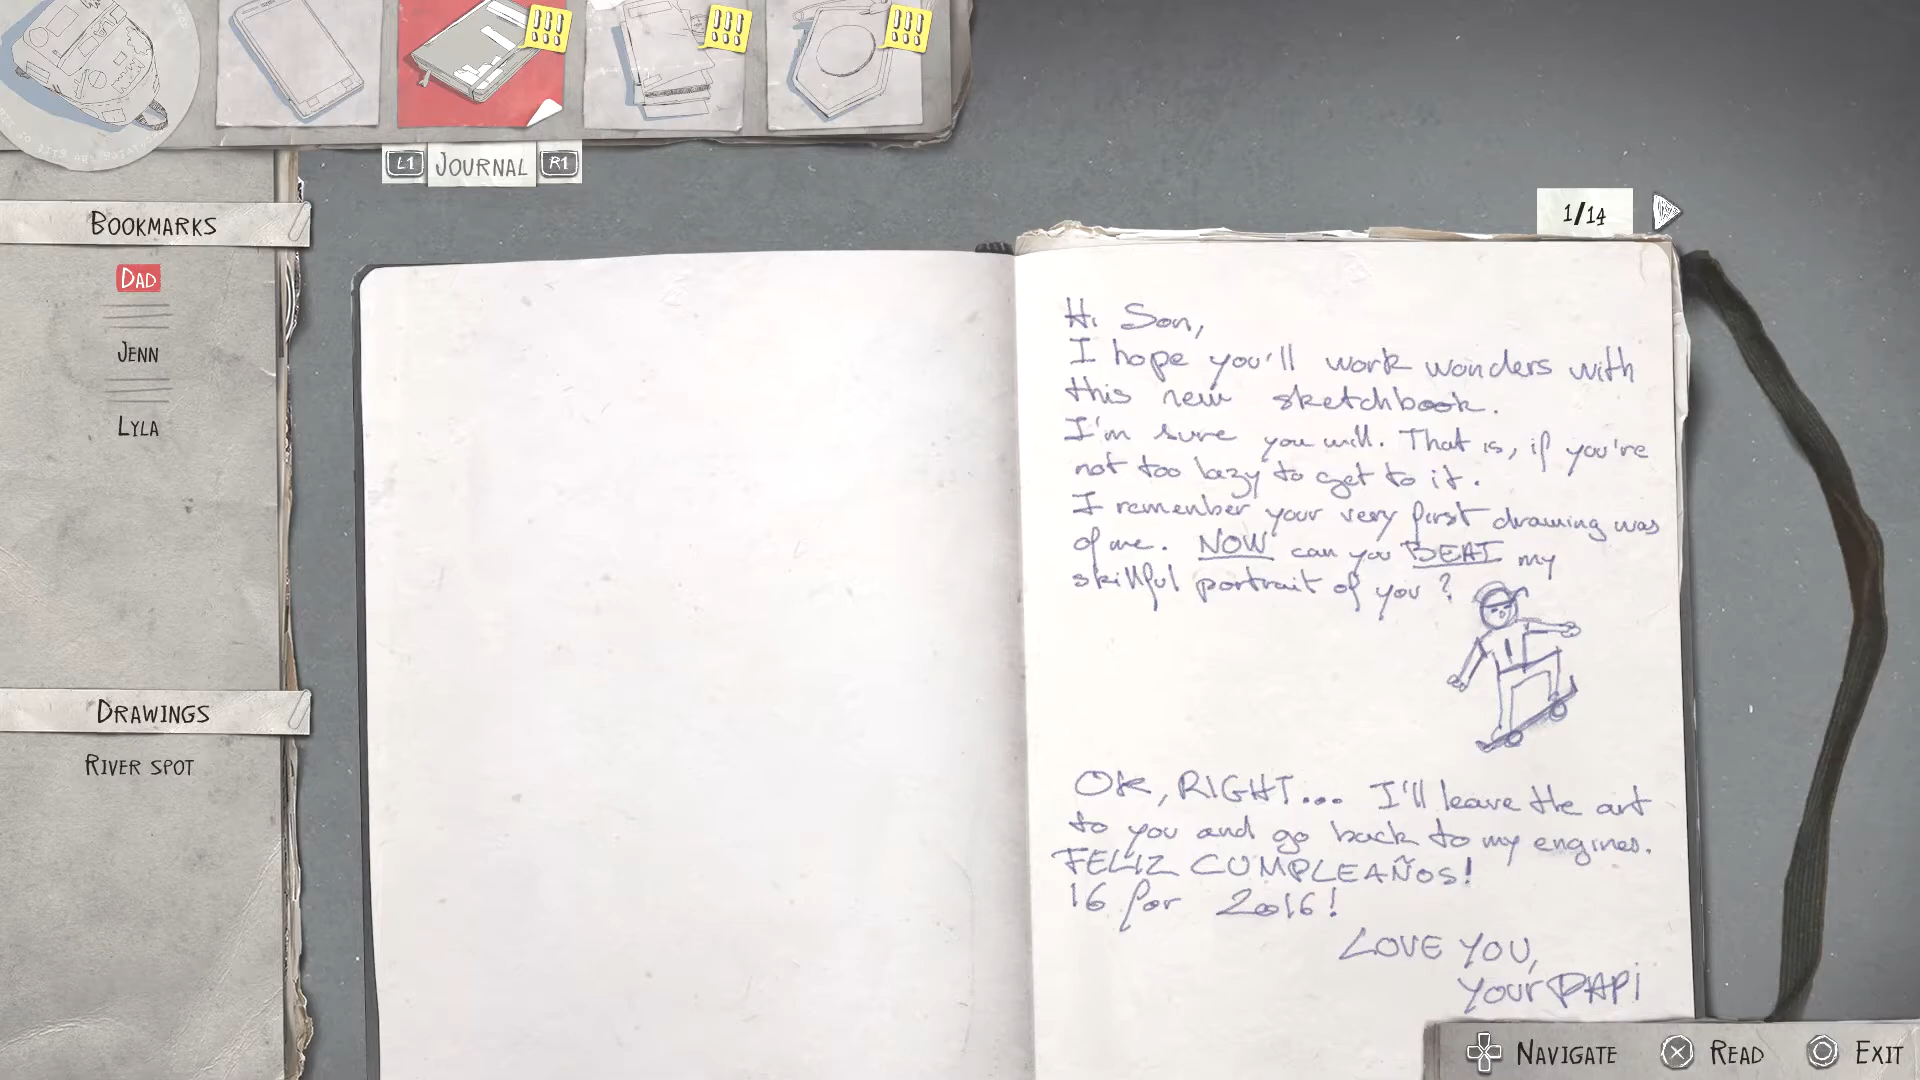 L1 JOURNAL R1
1/14
BOOKMARKS
DAD
JENN
LYLA
DRAWINGS
RIVER SPOT
Hi Son,
I hope you'll work wonders with
this new sketchbook.
I'm sure you will. That is, if you're
not too lazy to get to it.
I remember your very first drawing was
of me. NOW can you BEAT my
skillful portrait of you?
OK, RIGHT... I'll leave the art
to you and go back to my engines.
FELIZ CUMPLEAÑOS!
16 for 2016!
LOVE YOU,
Your PAPi
NAVIGATE READ EXIT